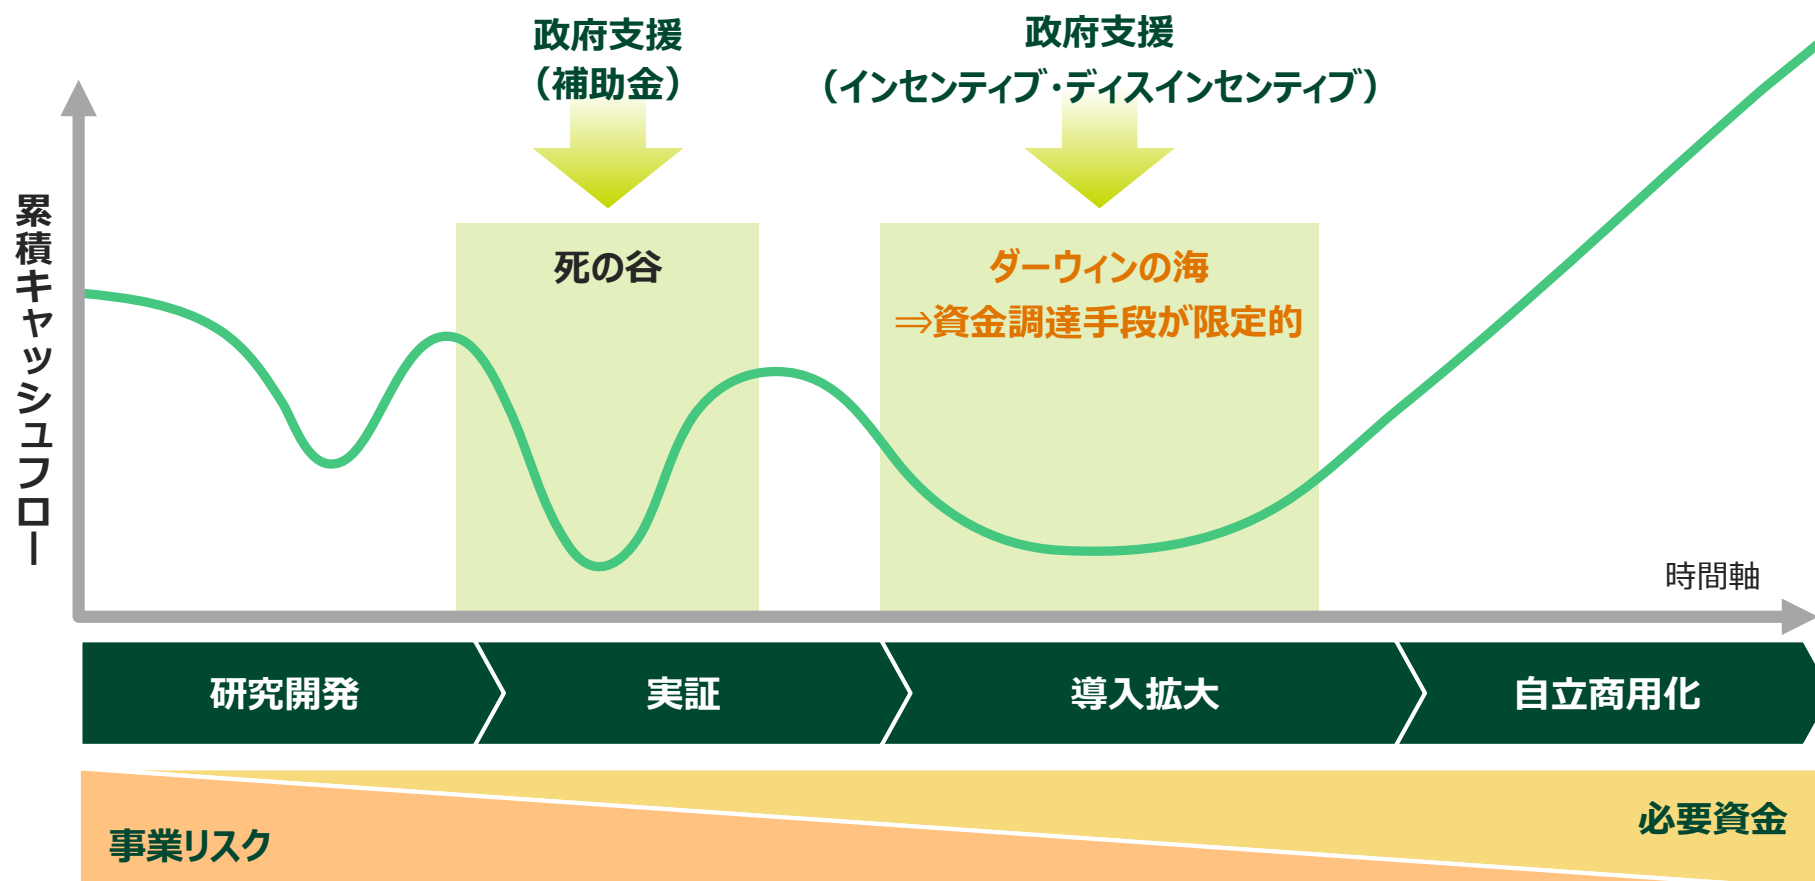 政府支援
（補助金）
政府支援
（インセンティブ・ディスインセンティブ）
累積キャッシュフロー
死の谷
ダーウィンの海
⇒資金調達手段が限定的
時間軸
研究開発
実証
導入拡大
自立商用化
事業リスク
必要資金